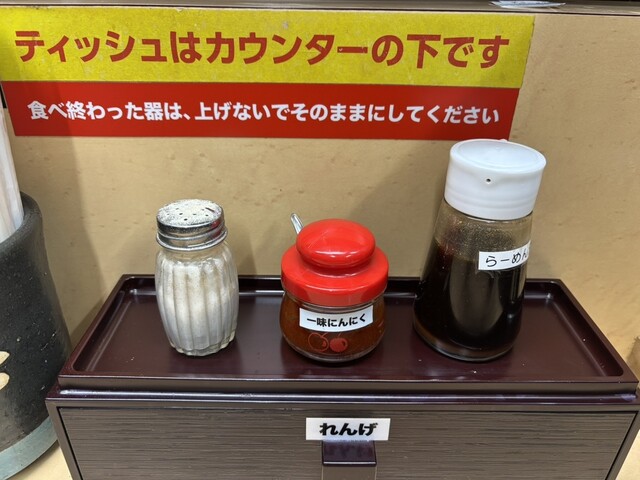 ティッシュはカウンターの下です
食べ終わった器は、上げないでそのままにしてください
一味にんにく
らーめん
れんげ